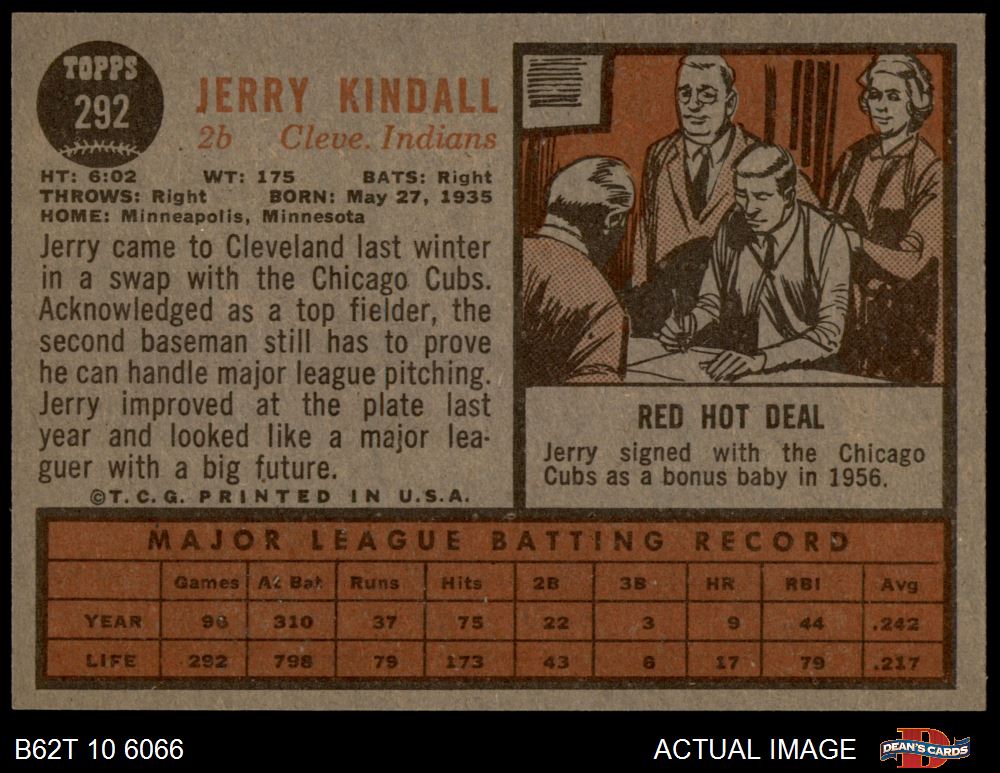 TOPPS
292
JERRY KINDALL
2b Cleve. Indians
HT: 6:02 WT: 175 BATS: Right
THROWS: Right BORN: May 27, 1935
HOME: Minneapolis, Minnesota
Jerry came to Cleveland last winter
in a swap with the Chicago Cubs.
Acknowledged as a top fielder, the
second baseman still has to prove
he can handle major league pitching.
Jerry improved at the plate last
year and looked like a major lea-
guer with a big future.
©T.C.G. PRINTED IN U.S.A.
RED HOT DEAL
Jerry signed with the Chicago
Cubs as a bonus baby in 1956.
MAJOR LEAGUE BATTING RECORD
Games At Bat Runs Hits 2B 3B HR RBI Avg
YEAR 96 310 37 75 22 3 9 44 .242
LIFE 292 798 79 173 43 6 17 79 .217
B62T 10 6066
ACTUAL IMAGE
DEAN'S CARDS